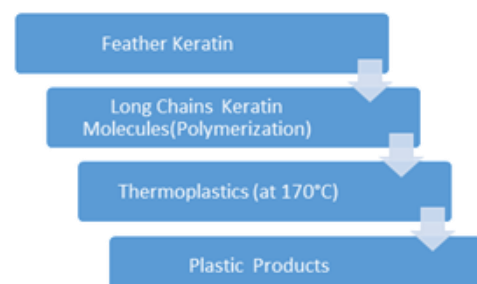 Feather Keratin
Long Chains Keratin
Molecules(Polymerization)
Thermoplastics (at 170°C)
Plastic Products